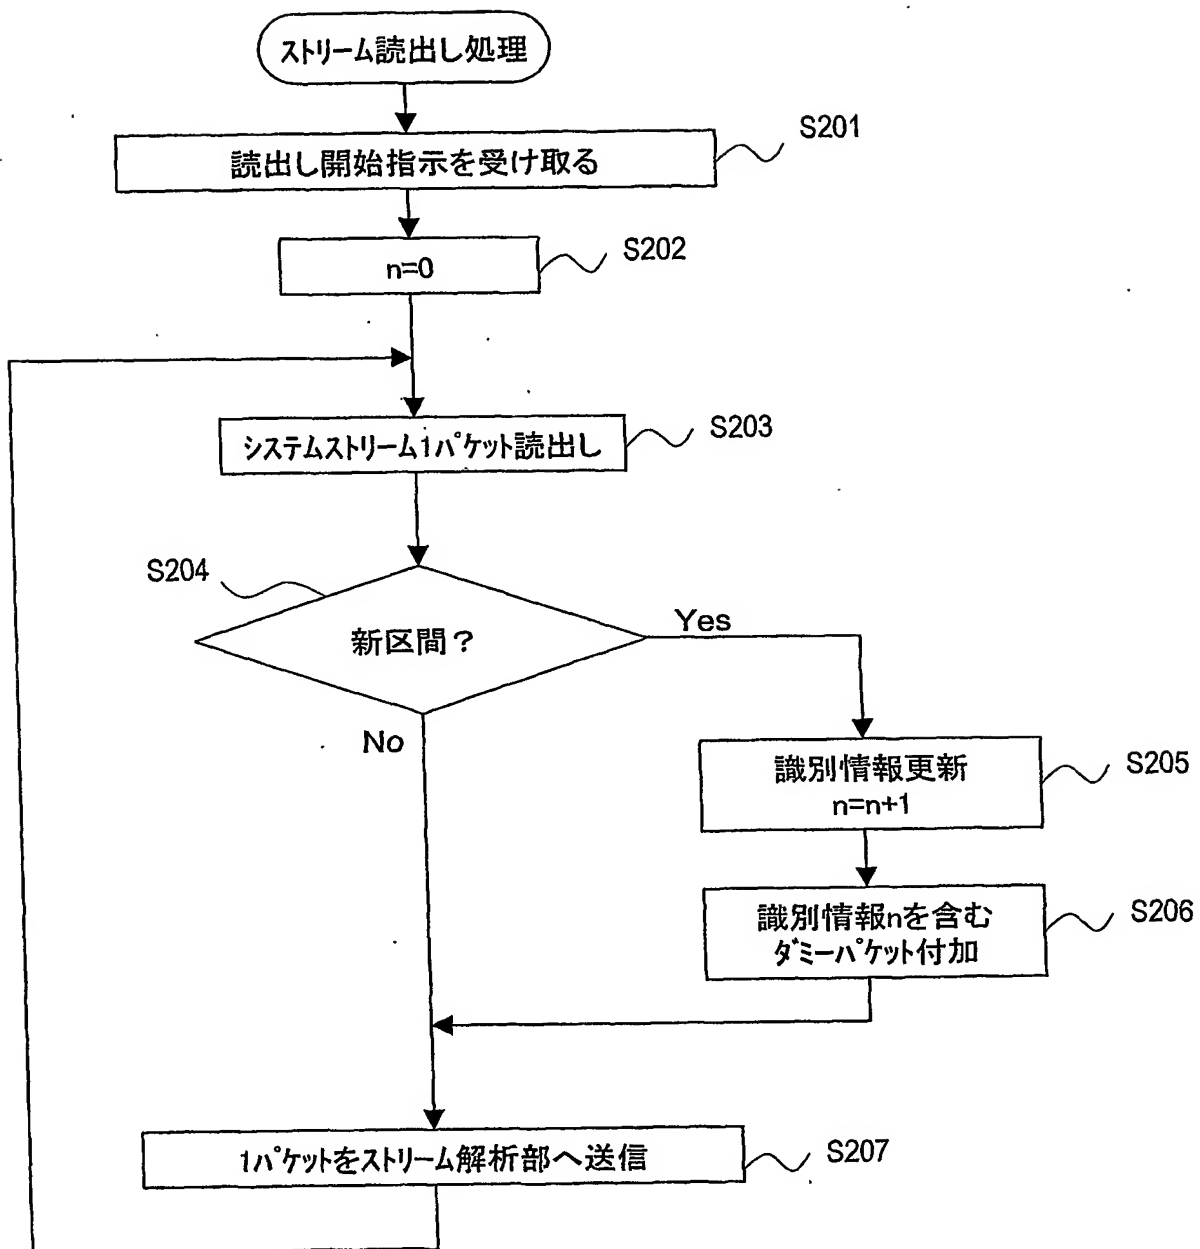 ストリーム読出し処理
S201
読出し開始指示を受け取る
S202
n=0
S203
システムストリーム1パケット読出し
S204
新区間？
Yes
No
S205
識別情報更新
n=n+1
S206
識別情報nを含む
ダミーパケット付加
S207
1パケットをストリーム解析部へ送信